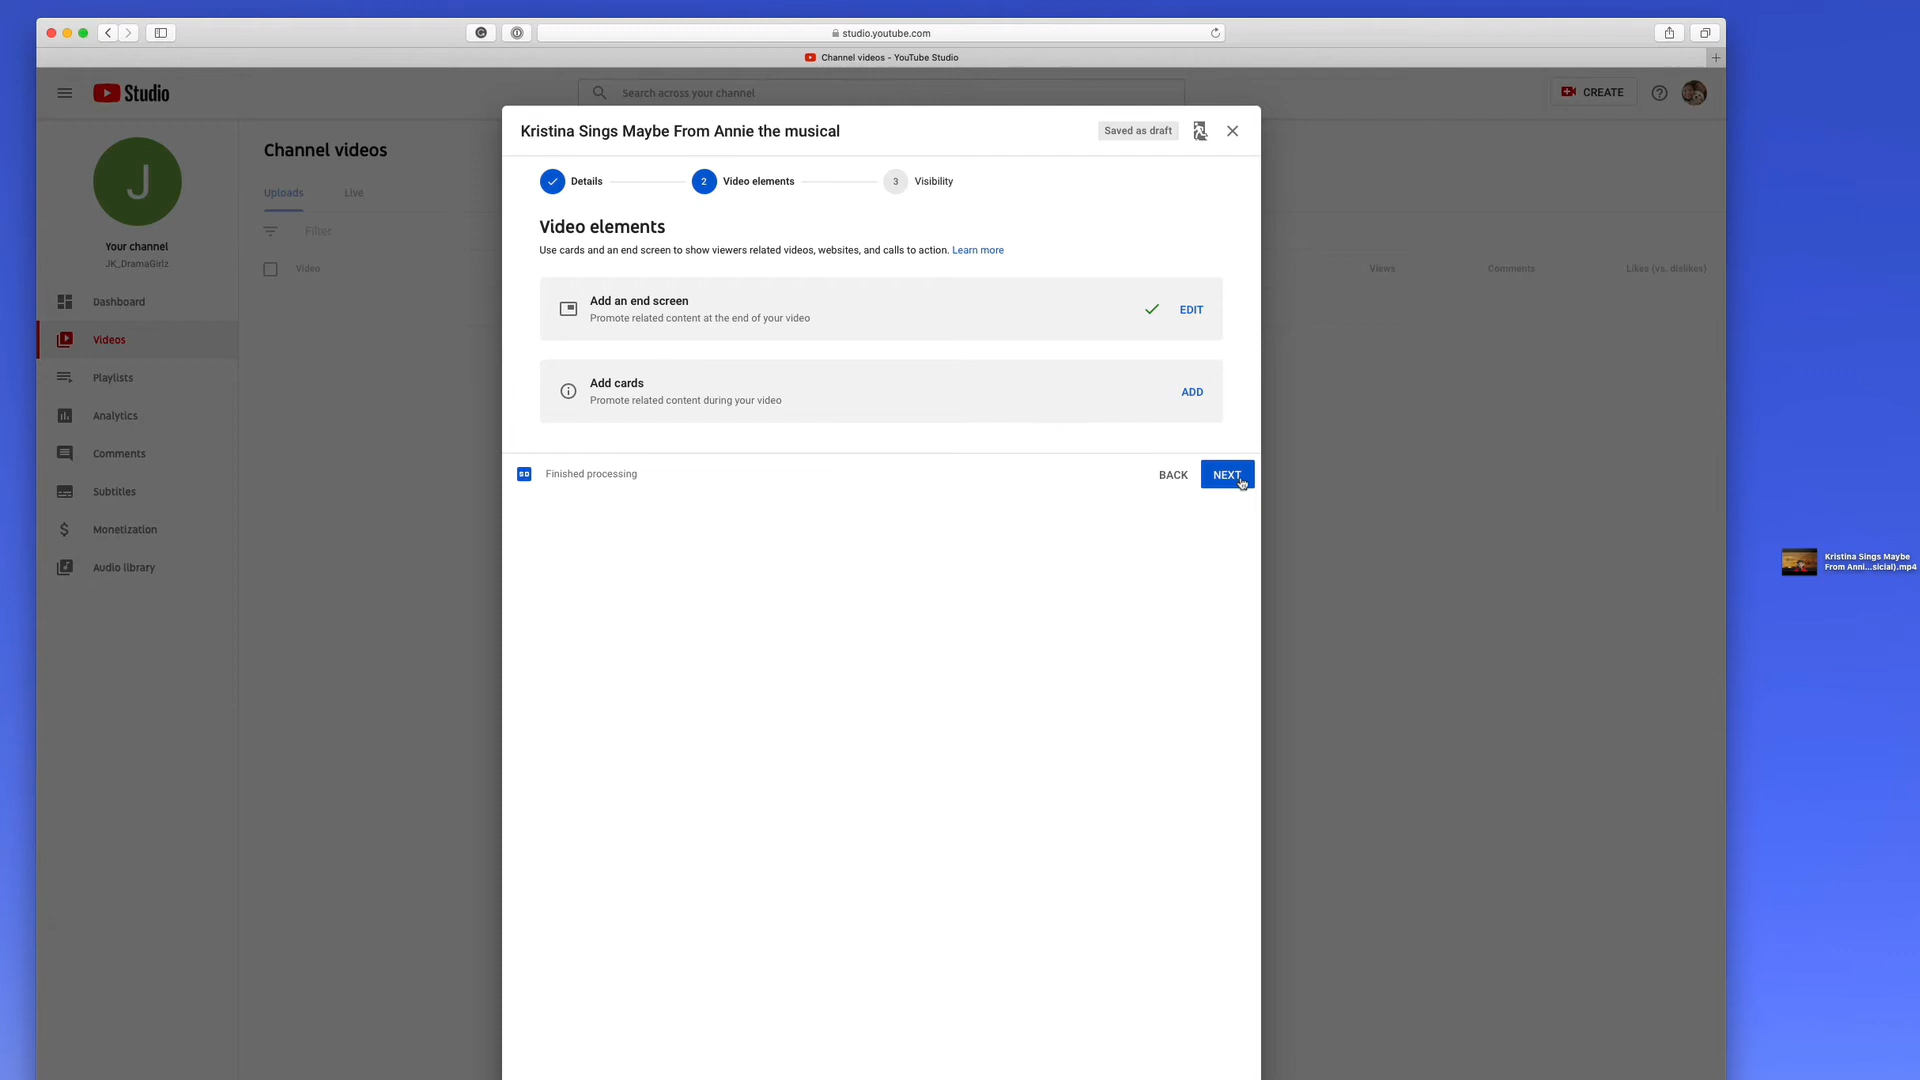 studio.youtube.com
Channel videos - YouTube Studio
Studio
Search across your channel
CREATE
J
Your channel
JK_DramaGirlz
Dashboard
Videos
Playlists
Analytics
Comments
Subtitles
Monetization
Audio library
Channel videos
Uploads
Live
Filter
Video
Views
Comments
Likes (vs. dislikes)
Kristina Sings Maybe From Annie the musical
Saved as draft
Details
2
Video elements
3
Visibility
Video elements
Use cards and an end screen to show viewers related videos, websites, and calls to action. Learn more
Add an end screen
Promote related content at the end of your video
EDIT
Add cards
Promote related content during your video
ADD
SD
Finished processing
BACK
NEXT
Kristina Sings Maybe
From Anni...sicial).mp4